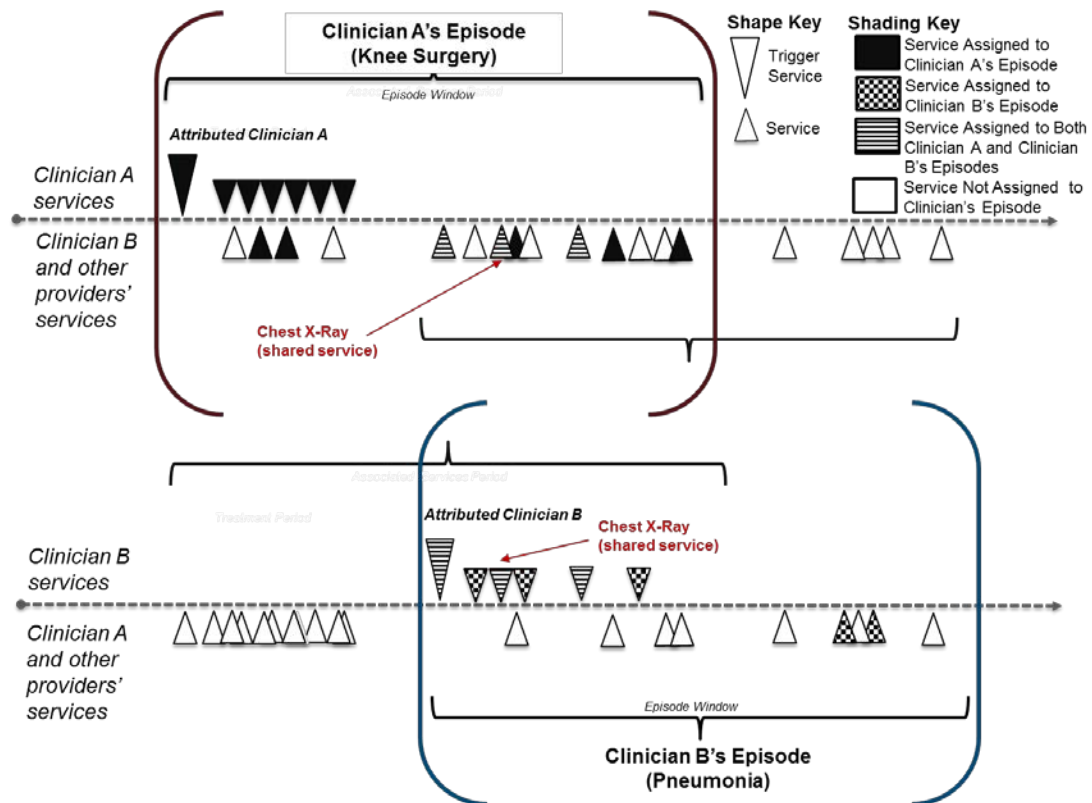 Clinician A's Episode
(Knee Surgery)
Associated Services Period
Episode Window
Attributed Clinician A
Shape Key
Trigger
Service
Service
Shading Key
Service Assigned to
Clinician A's Episode
Service Assigned to
Clinician B's Episode
Service Assigned to Both
Clinician A and Clinician
B's Episodes
Service Not Assigned to
Clinician's Episode
Clinician A
services
Clinician B
and other
providers'
services
Chest X-Ray
(shared service)
Associated Services Period
Treatment Period
Attributed Clinician B
Chest X-Ray
(shared service)
Clinician B
services
Clinician A
and other
providers'
services
Episode Window
Clinician B's Episode
(Pneumonia)